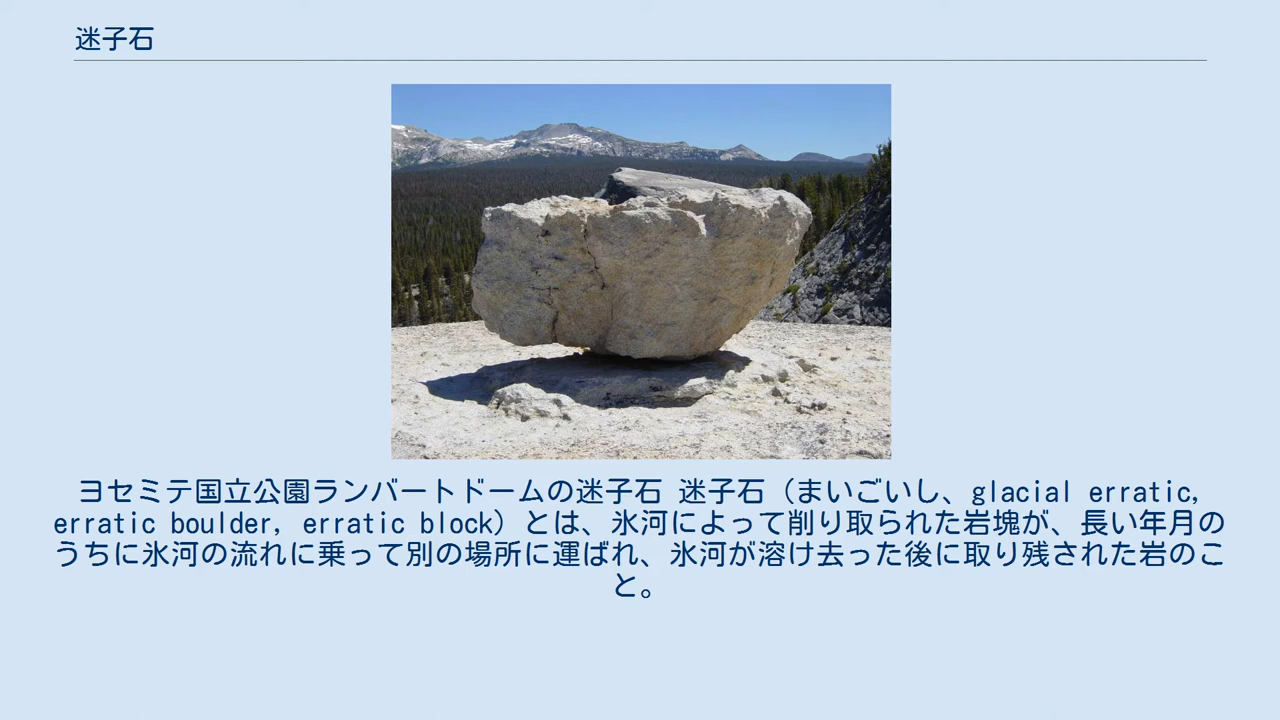 迷子石
ヨセミテ国立公園ランバートドームの迷子石 迷子石（まいごいし、glacial erratic,
erratic boulder, erratic block）とは、氷河によって削り取られた岩塊が、長い年月の
うちに氷河の流れに乗って別の場所に運ばれ、氷河が溶け去った後に取り残された岩のこ
と。